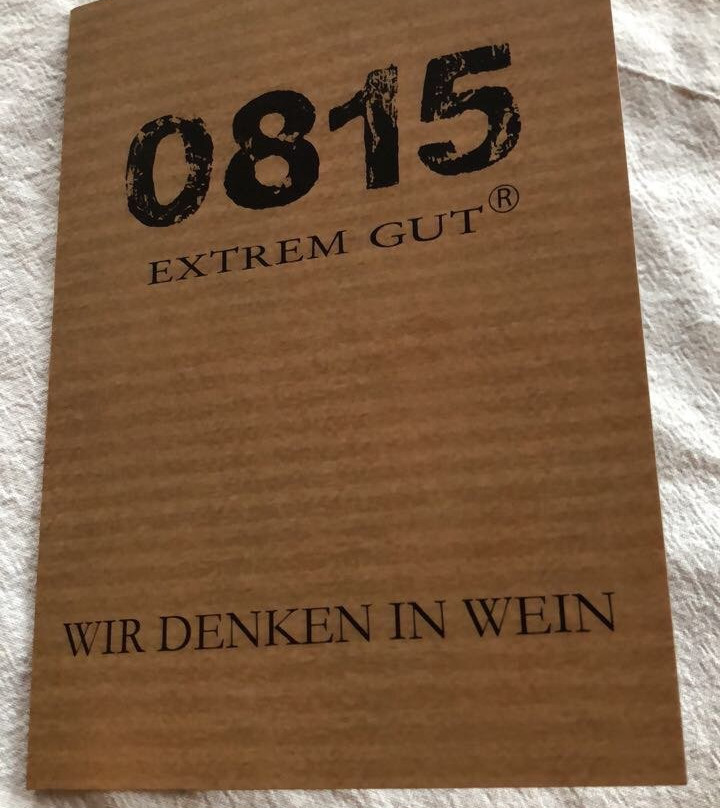 0815
EXTREM GUT®
WIR DENKEN IN WEIN